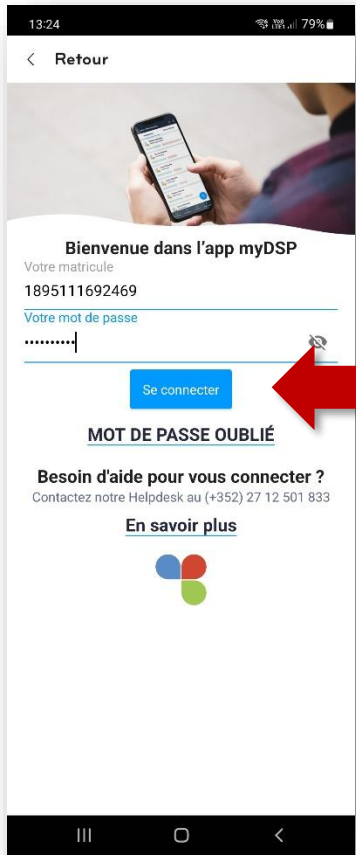 13:24 79%
Retour
Bienvenue dans l'app myDSP
Votre matricule
1895111692469
Votre mot de passe
••••••••••
Se connecter
MOT DE PASSE OUBLIÉ
Besoin d'aide pour vous connecter ?
Contactez notre Helpdesk au (+352) 27 12 501 833
En savoir plus